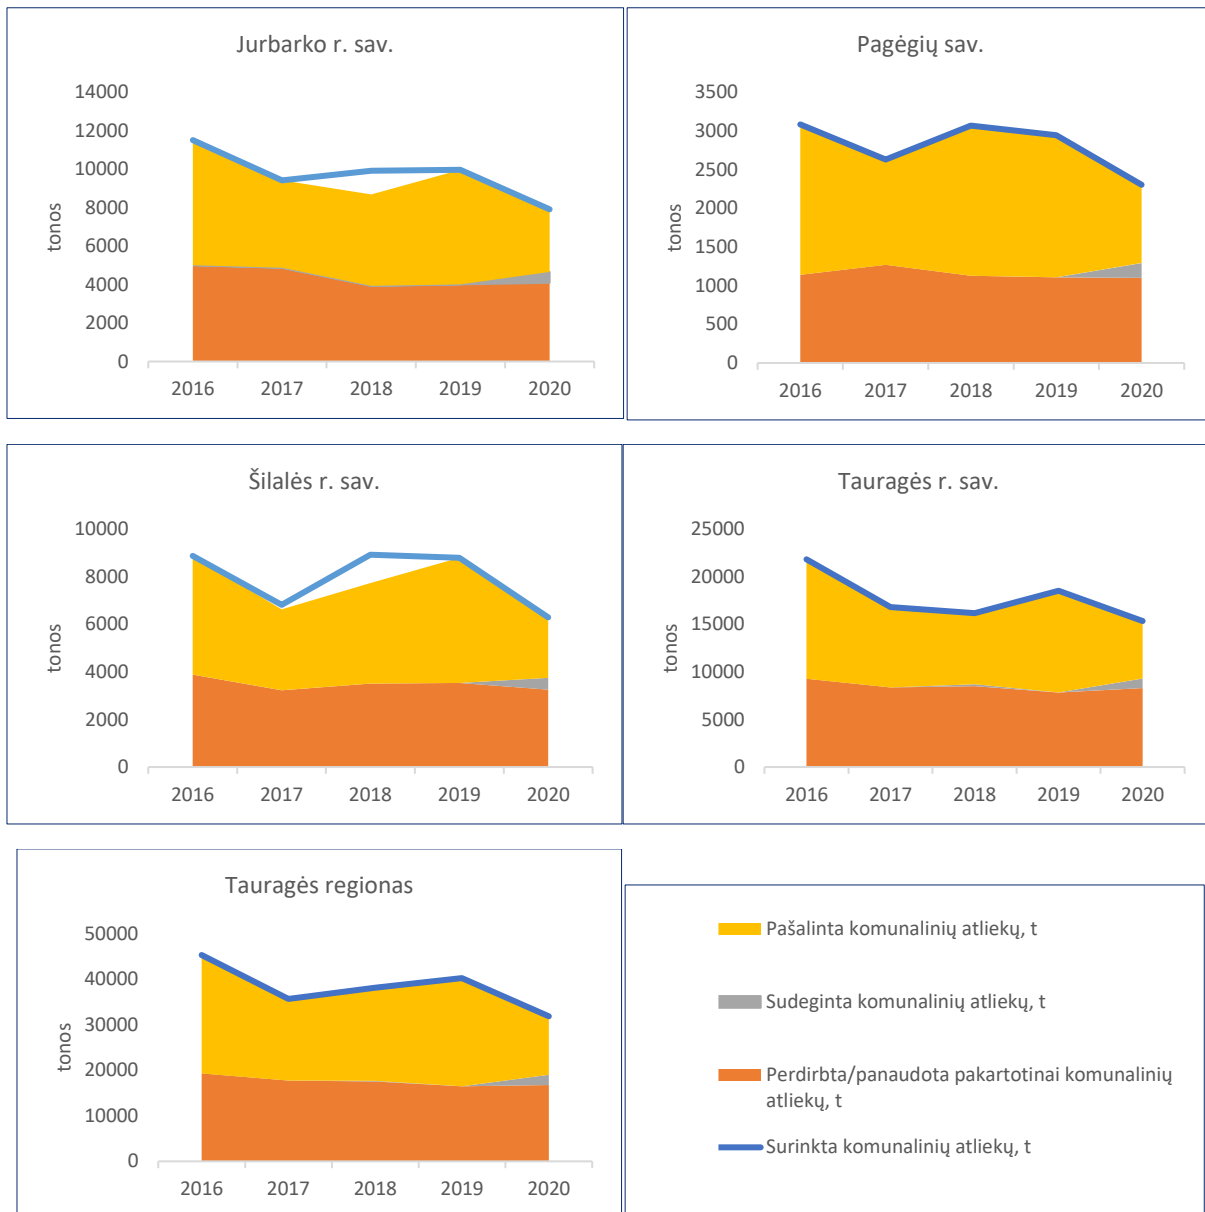 Jurbarko r. sav.
14000
12000
10000
8000
6000
4000
2000
0
tonos
2016 2017 2018 2019 2020
Pagėgių sav.
3500
3000
2500
2000
1500
1000
500
0
tonos
2016 2017 2018 2019 2020
Šilalės r. sav.
10000
8000
6000
4000
2000
0
tonos
2016 2017 2018 2019 2020
Tauragės r. sav.
25000
20000
15000
10000
5000
0
tonos
2016 2017 2018 2019 2020
Tauragės regionas
50000
40000
30000
20000
10000
0
tonos
2016 2017 2018 2019 2020
Pašalinta komunalinių atliekų, t
Sudeginta komunalinių atliekų, t
Perdirbta/panaudota pakartotinai komunalinių
atliekų, t
Surinkta komunalinių atliekų, t